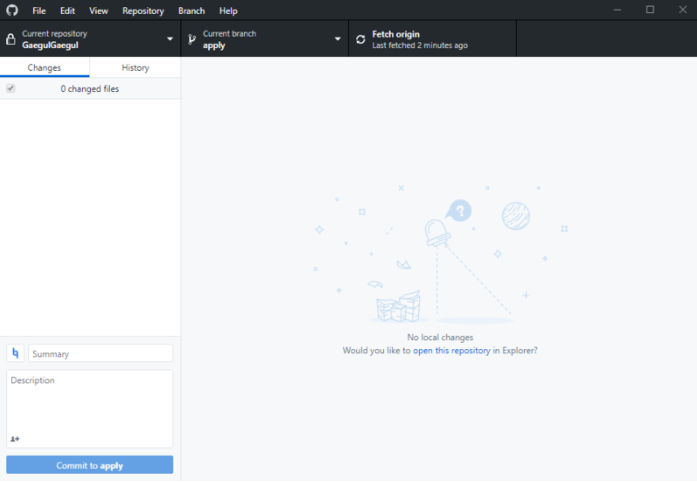 File Edit View Repository Branch Help
Current repository
GaegulGaegul
Current branch
apply
Fetch origin
Last fetched 2 minutes ago
Changes History
0 changed files
?
No local changes
Would you like to open this repository in Explorer?
Summary
Description
Commit to apply